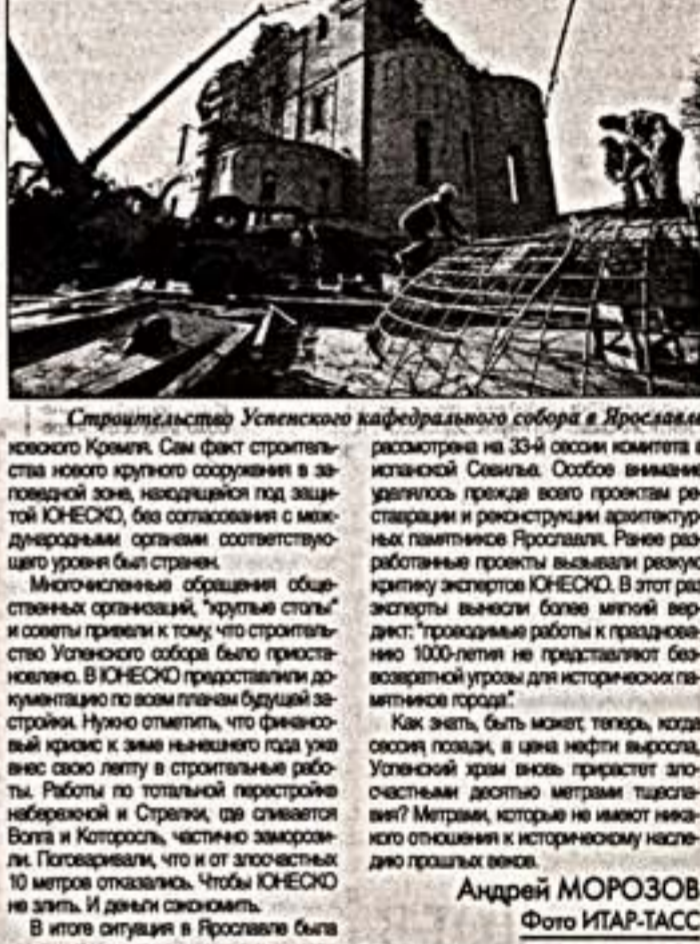 Строительство Успенского кафедрального собора в Ярославле
ковского Кремля. Сам факт строитель-
ства нового крупного сооружения в за-
поведной зоне, находящейся под защи-
той ЮНЕСКО, без согласования с меж-
дународными органами соответствую-
щего уровня был странен.
Многочисленные обращения обще-
ственных организаций, "круглые столы"
и советы привели к тому, что строитель-
ство Успенского собора было приоста-
новлено. В ЮНЕСКО предоставили до-
кументацию по всем планам будущей за-
стройки. Нужно отметить, что финансо-
вый кризис к зиме нынешнего года уже
внес свою лепту в строительные рабо-
ты. Работы по тотальной перестройке
набережной и Стрелки, где сливается
Волга и Которосль, частично заморози-
ли. Поговаривали, что и от злосчастных
10 метров отказались. Чтобы ЮНЕСКО
не злить. И деньги сэкономить.
В итоге ситуация в Ярославле была
рассмотрена на 33-й сессии комитета в
испанской Севилье. Особое внимание
уделялось прежде всего проектам ре-
ставрации и реконструкции архитектур-
ных памятников Ярославля. Ранее раз-
работанные проекты вызывали резкую
критику экспертов ЮНЕСКО. В этот раз
эксперты вынесли более мягкий вер-
дикт: "проводимые работы к празднова-
нию 1000-летия не представляют без-
возвратной угрозы для исторических па-
мятников города".
Как знать, быть может, теперь, когда
сессия позади, а цена нефти выросла,
Успенский храм вновь прирастет зло-
счастными десятью метрами тщесла-
вия? Метрами, которые не имеют ника-
кого отношения к историческому насле-
дию прошлых веков.
Андрей МОРОЗОВ
Фото ИТАР-ТАСС